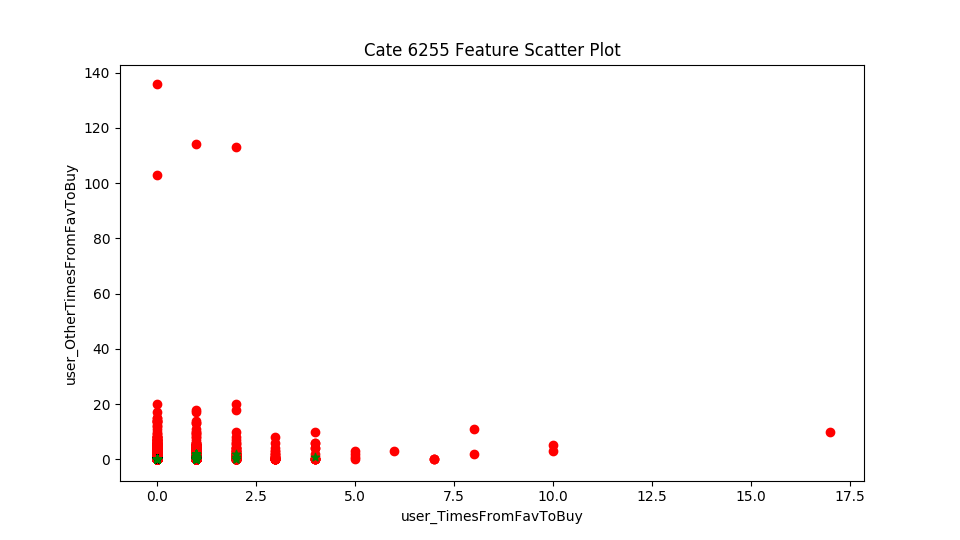 Cate 6255 Feature Scatter Plot
user_OtherTimesFromFavToBuy
140
120
100
80
60
40
20
0
0.0 2.5 5.0 7.5 10.0 12.5 15.0 17.5
user_TimesFromFavToBuy